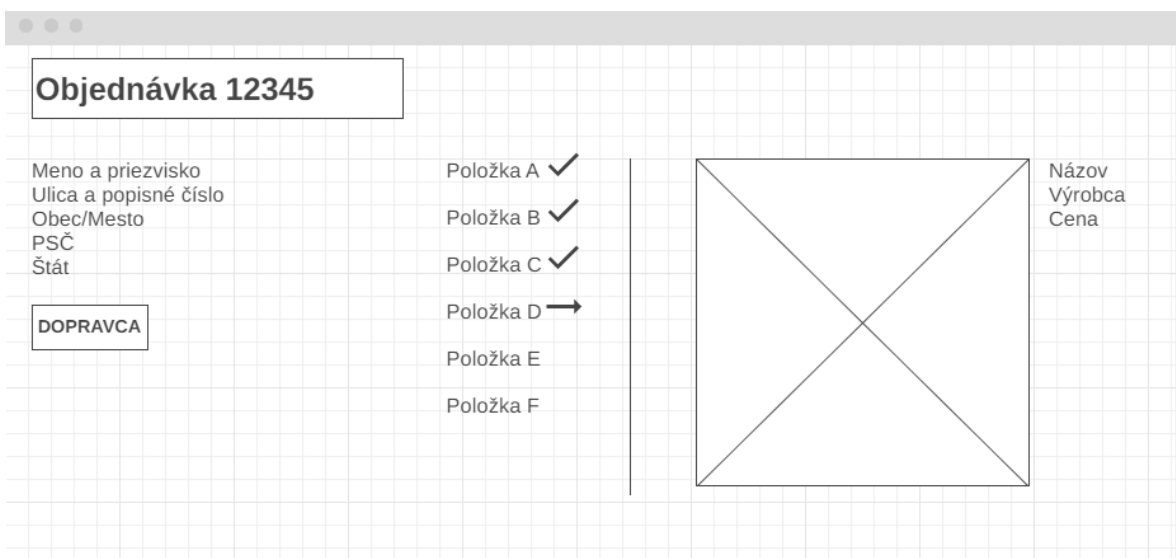 Objednávka 12345
Meno a priezvisko
Ulica a popisné číslo
Obec/Mesto
PSČ
Štát
DOPRAVCA
Položka A
Položka B
Položka C
Položka D
Položka E
Položka F
Názov
Výrobca
Cena